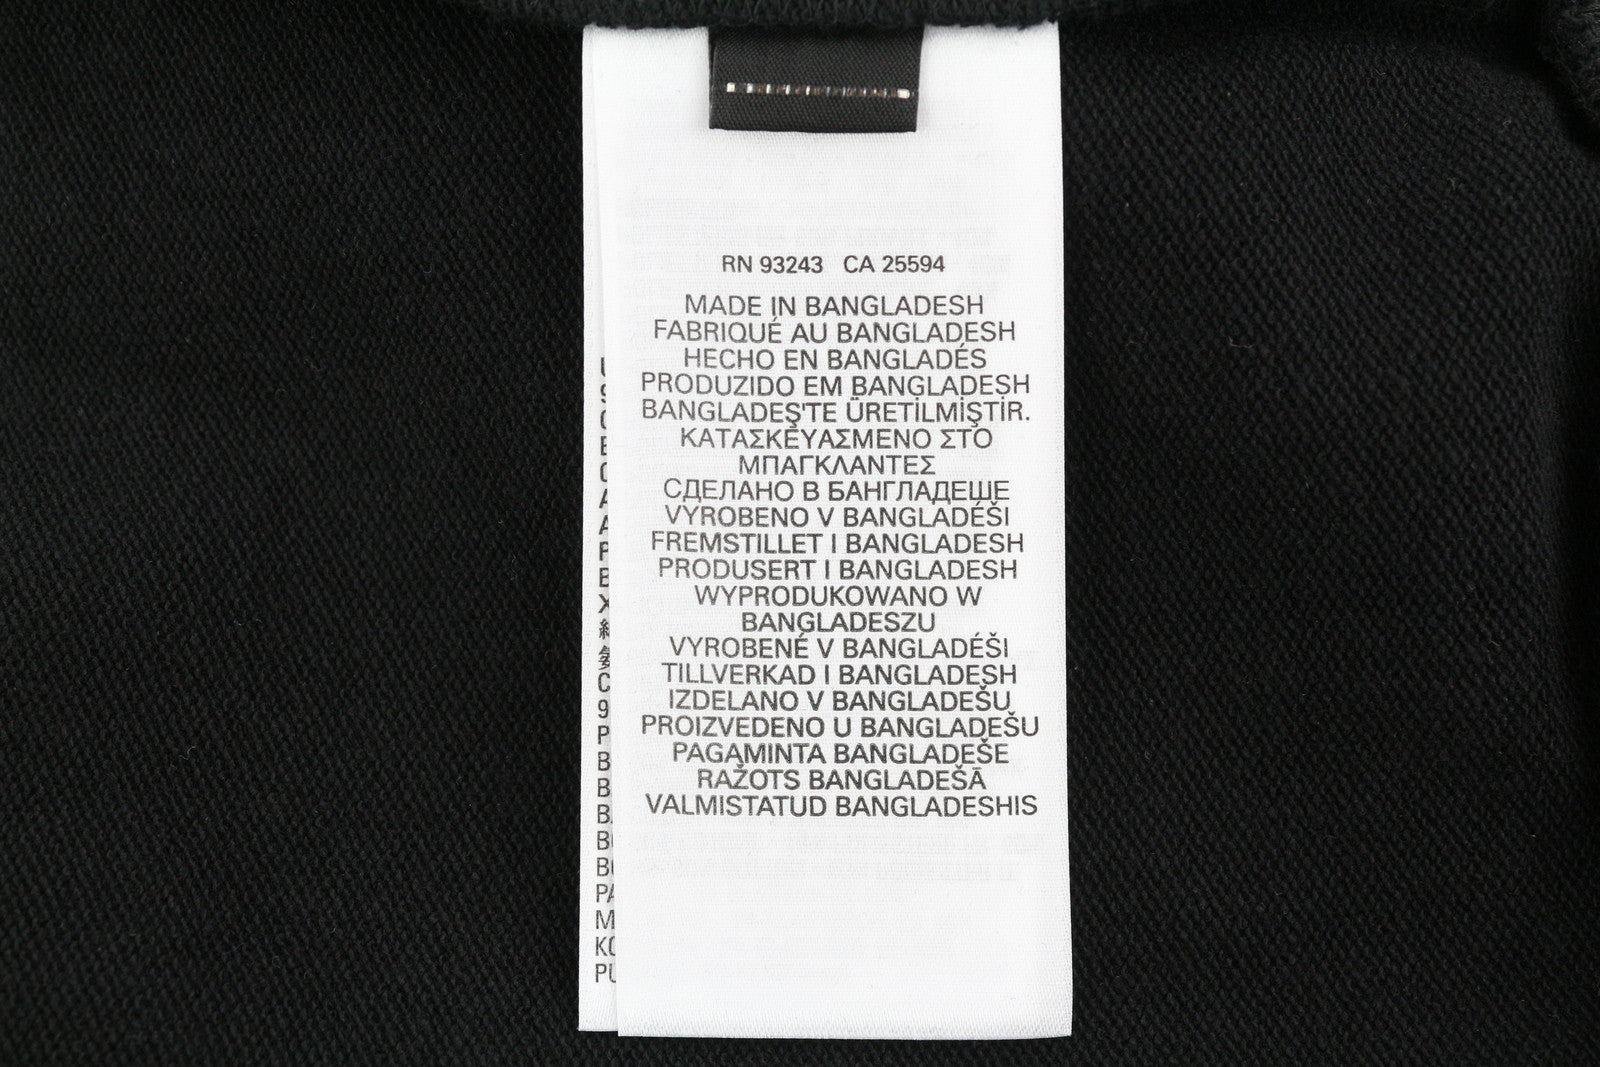 RN 93243 CA 25594
MADE IN BANGLADESH
FABRIQUÉ AU BANGLADESH
HECHO EN BANGLADÉS
PRODUZIDO EM BANGLADESH
BANGLADEŞ'TE ÜRETİLMİŞTİR.
ΚΑΤΑΣΚΕΥΑΣΜΕΝΟ ΣΤΟ
ΜΠΑΓΚΛΑΝΤΕΣ
СДЕЛАНО В БАНГЛАДЕШЕ
VYROBENO V BANGLADÉŠI
FREMSTILLET I BANGLADESH
PRODUSERT I BANGLADESH
WYPRODUKOWANO W
BANGLADESZU
VYROBENÉ V BANGLADÉŠI
TILLVERKAD I BANGLADESH
IZDELANO V BANGLADEŠU
PROIZVEDENO U BANGLADEŠU
PAGAMINTA BANGLADEŠE
RAŽOTS BANGLADEŠĀ
VALMISTATUD BANGLADESHIS